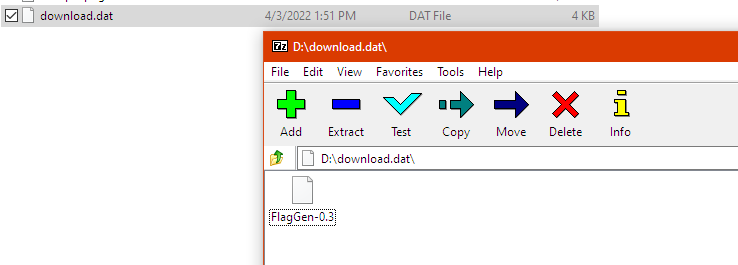 download.dat 4/3/2022 1:51 PM DAT File 4 KB
7z D:\download.dat\
File Edit View Favorites Tools Help
Add Extract Test Copy Move Delete Info
D:\download.dat\
FlagGen-0.3